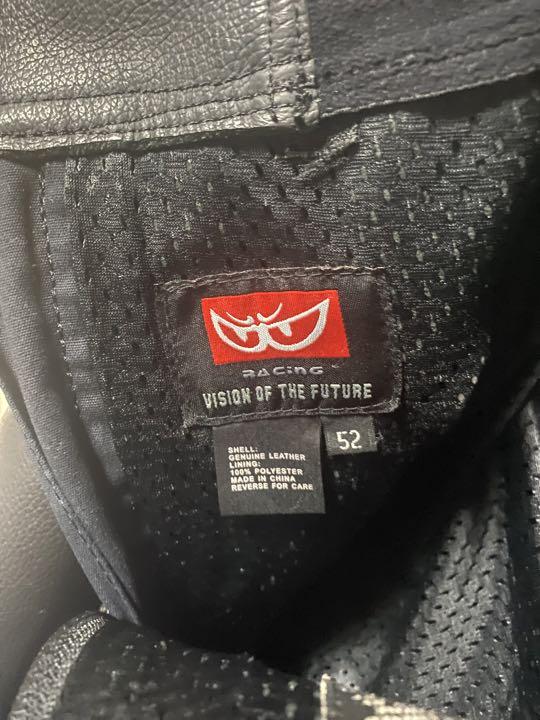 RACING
VISION OF THE FUTURE
52
SHELL:
GENUINE LEATHER
LINING:
100% POLYESTER
MADE IN CHINA
REVERSE FOR CARE